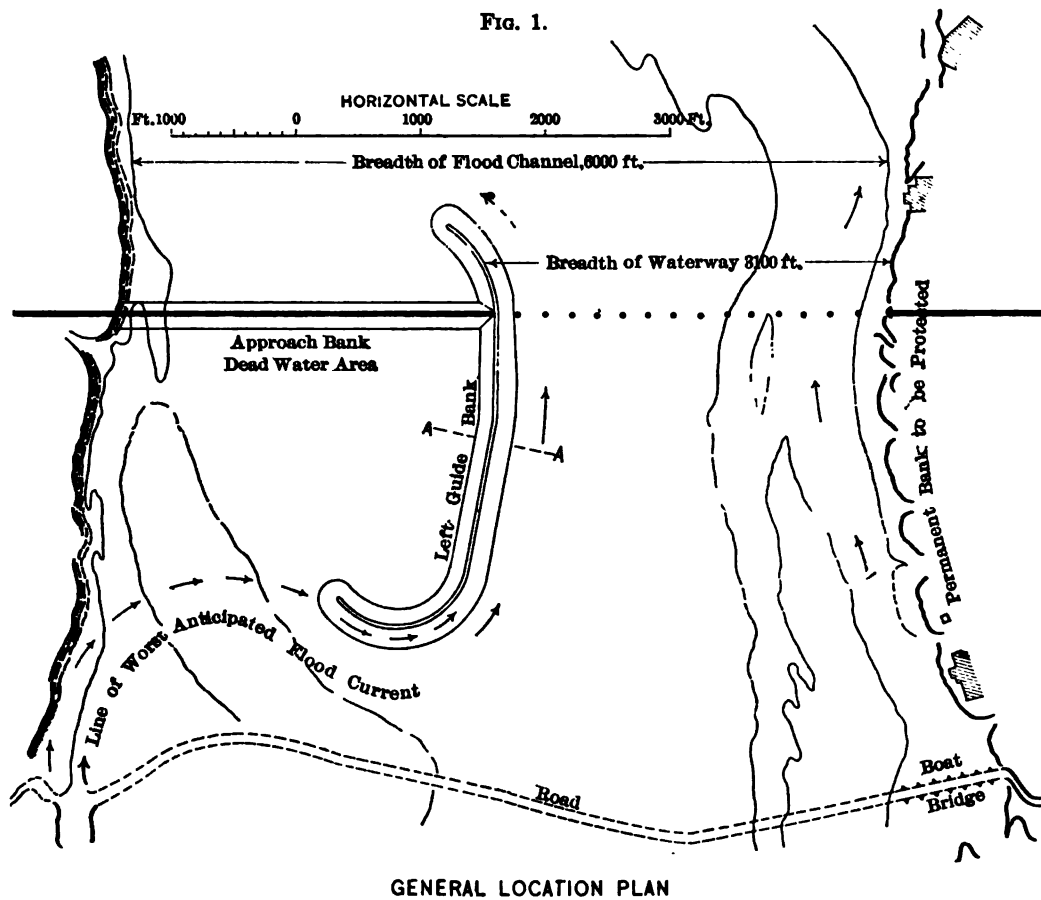 FIG. 1.
HORIZONTAL SCALE
Ft.1000 0 1000 2000 3000 Ft.
Breadth of Flood Channel, 6000 ft.
Breadth of Waterway 3100 ft.
Approach Bank
Dead Water Area
Left Guide Bank
A A
Permanent Bank to be Protected
Line of Worst Anticipated Flood Current
Road
Boat
Bridge
GENERAL LOCATION PLAN